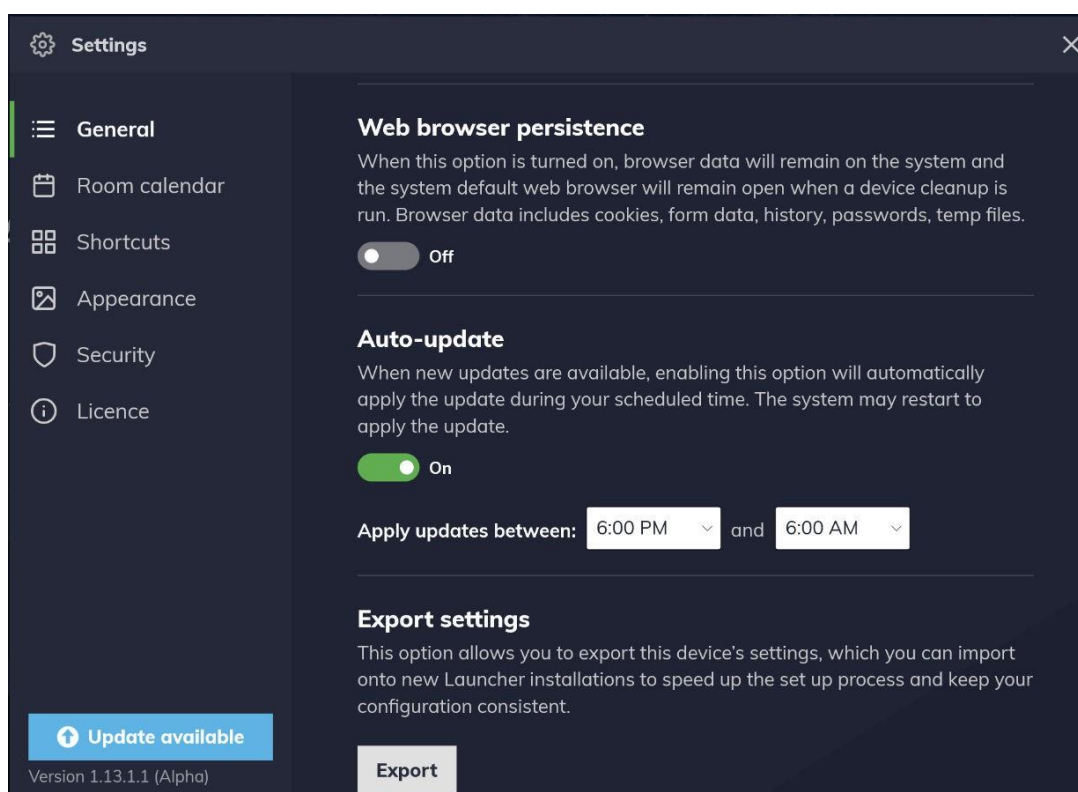 Settings
General
Room calendar
Shortcuts
Appearance
Security
Licence
Update available
Version 1.13.1.1 (Alpha)
Web browser persistence
When this option is turned on, browser data will remain on the system and
the system default web browser will remain open when a device cleanup is
run. Browser data includes cookies, form data, history, passwords, temp files.
Off
Auto-update
When new updates are available, enabling this option will automatically
apply the update during your scheduled time. The system may restart to
apply the update.
On
Apply updates between: 6:00 PM and 6:00 AM
Export settings
This option allows you to export this device’s settings, which you can import
onto new Launcher installations to speed up the set up process and keep your
configuration consistent.
Export